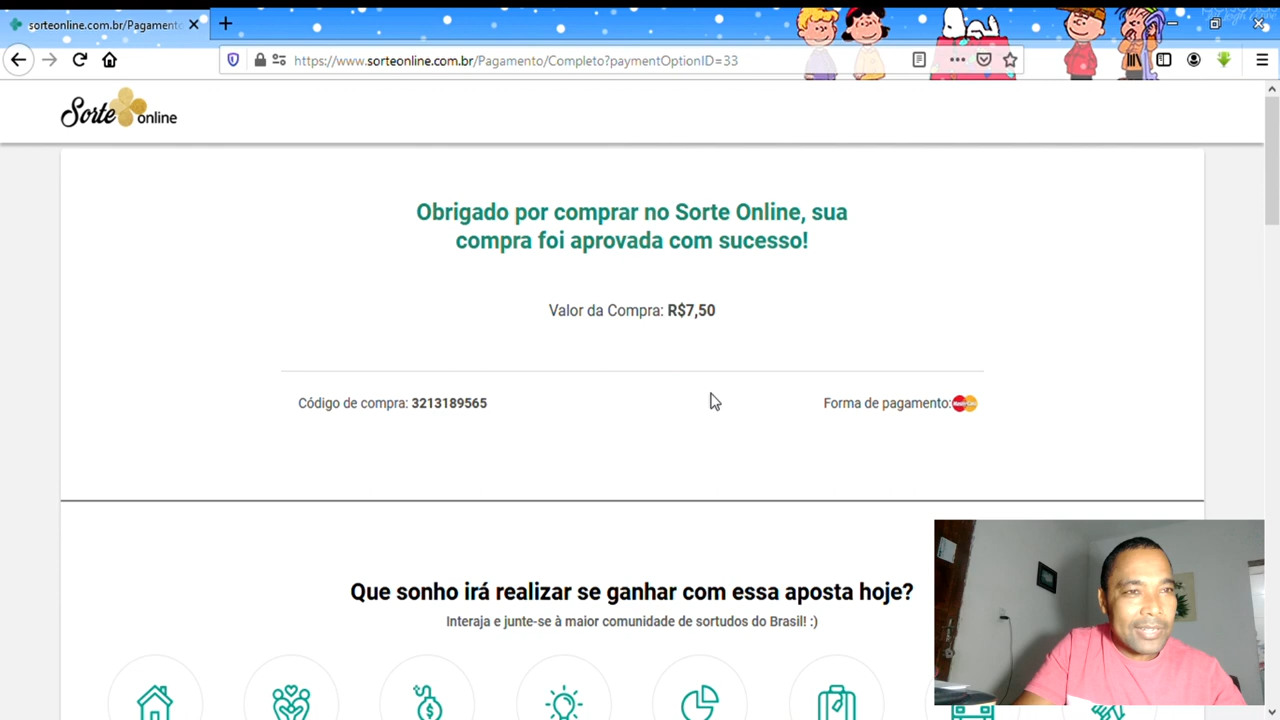 sorteonline.com.br/Pagamento
https://www.sorteonline.com.br/Pagamento/Completo?paymentOptionID=33
Sorte online
Obrigado por comprar no Sorte Online, sua
compra foi aprovada com sucesso!
Valor da Compra: R$7,50
Código de compra: 3213189565
Forma de pagamento:
Que sonho irá realizar se ganhar com essa aposta hoje?
Interaja e junte-se à maior comunidade de sortudos do Brasil! :)